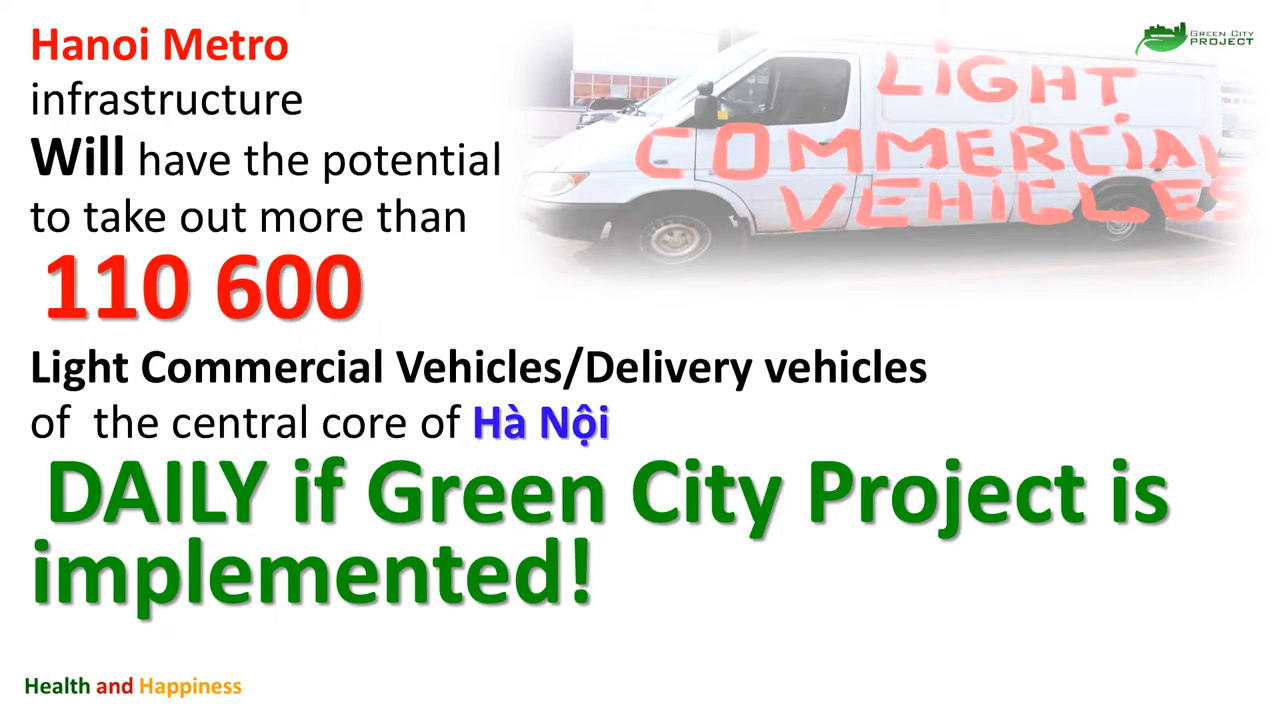 Hanoi Metro
infrastructure
Will have the potential
to take out more than
110 600
Light Commercial Vehicles/Delivery vehicles
of the central core of Hà Nội
DAILY if Green City Project is
implemented!
Health and Happiness
LiGHT
COMMERCiAL
VEHiCLES
GREEN CITY
PROJECT